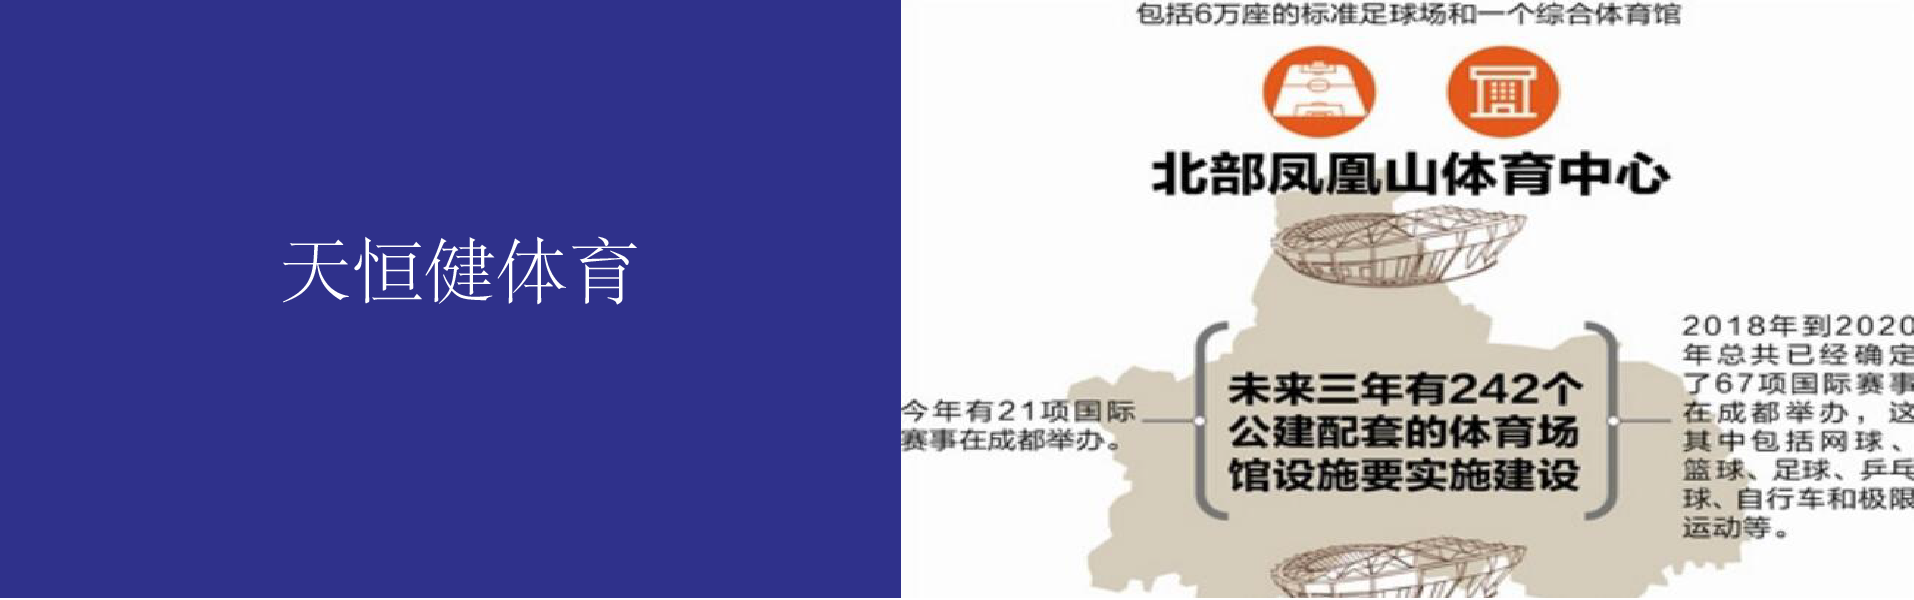 天恒健体育
包括6万座的标准足球场和一个综合体育馆
北部凤凰山体育中心
今年有21项国际
赛事在成都举办。
未来三年有242个
公建配套的体育场
馆设施要实施建设
2018年到2020
年总共已经确定
了67项国际赛事
在成都举办，这
其中包括网球、
篮球、足球、乒乓
球、自行车和极限
运动等。